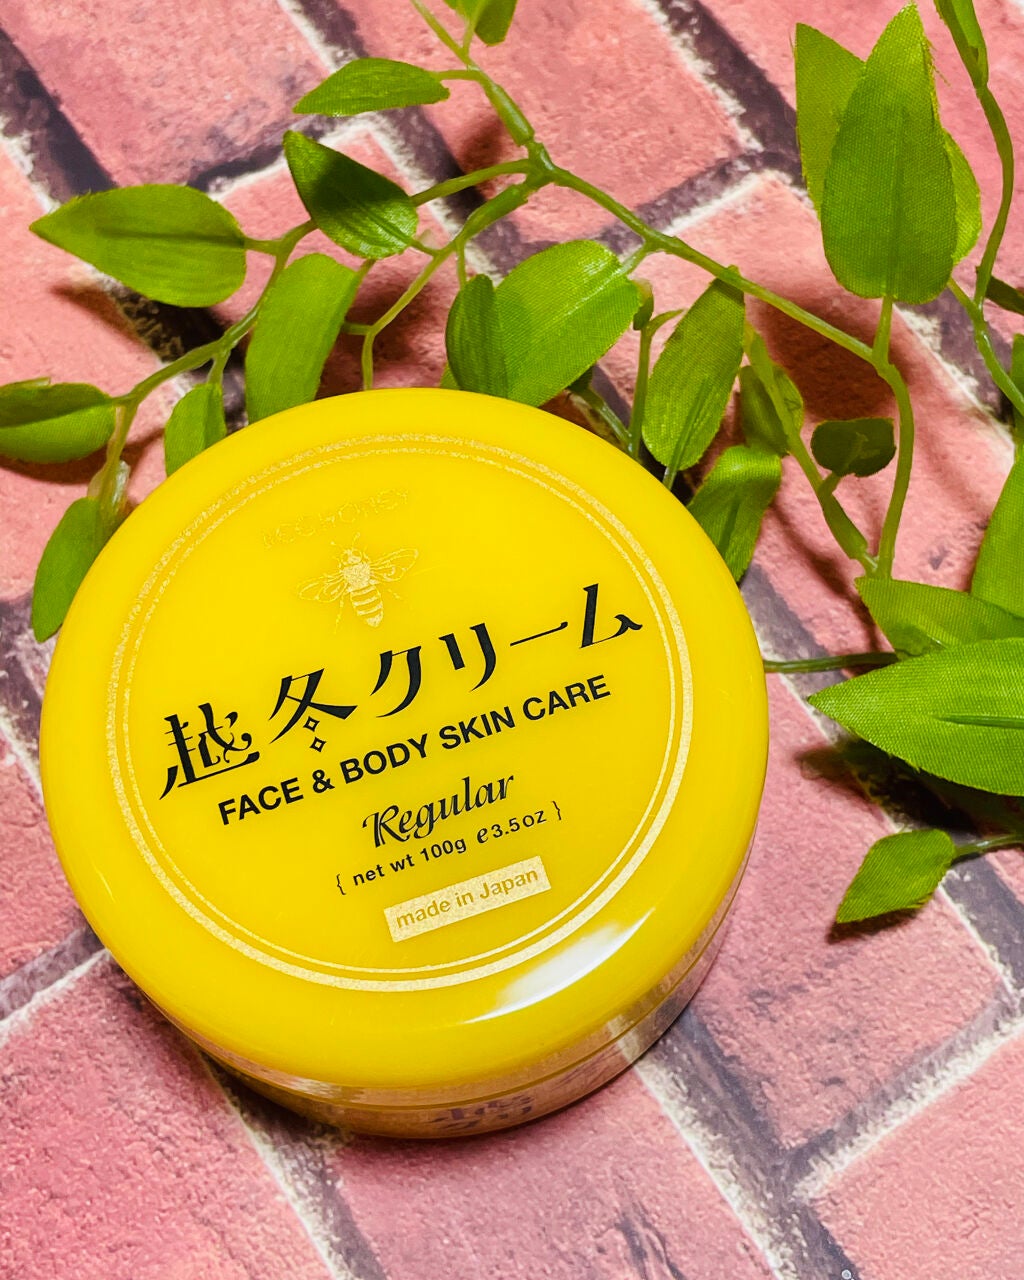 BEE HONEY
越冬クリーム
FACE & BODY SKIN CARE
Regular
{ net wt 100g e3.5oz }
made in Japan